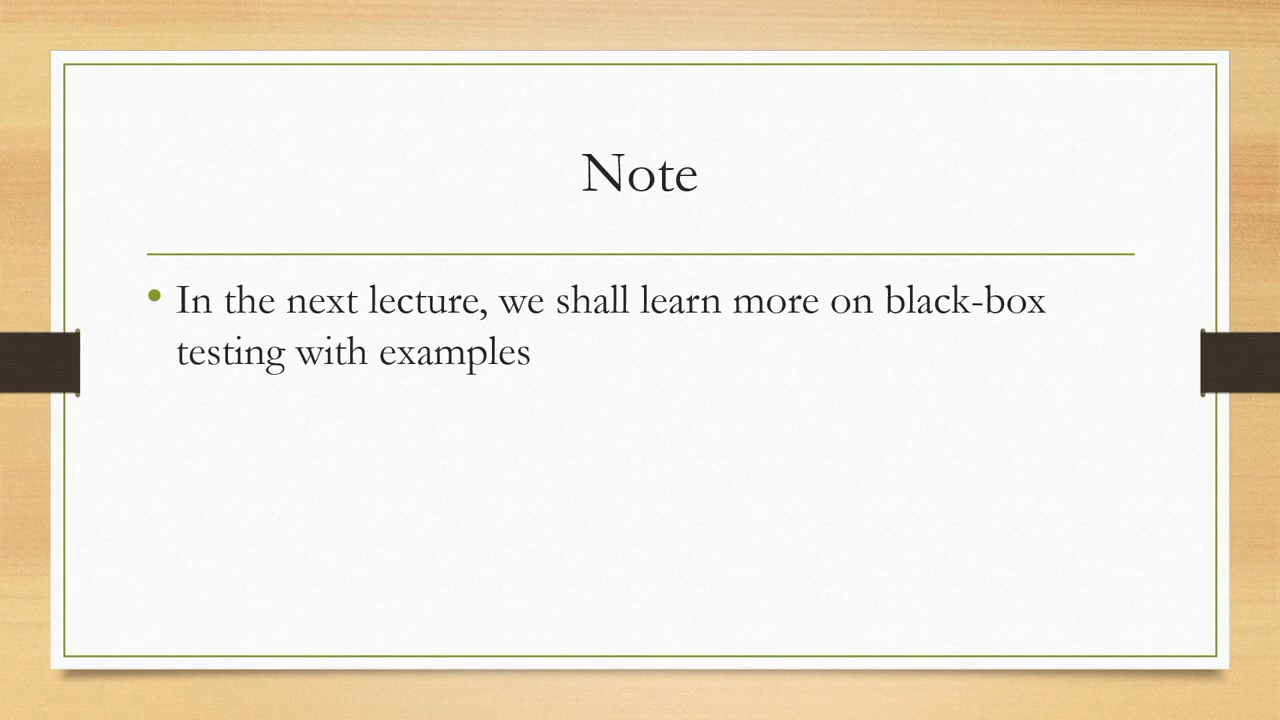 Note
• In the next lecture, we shall learn more on black-box
testing with examples